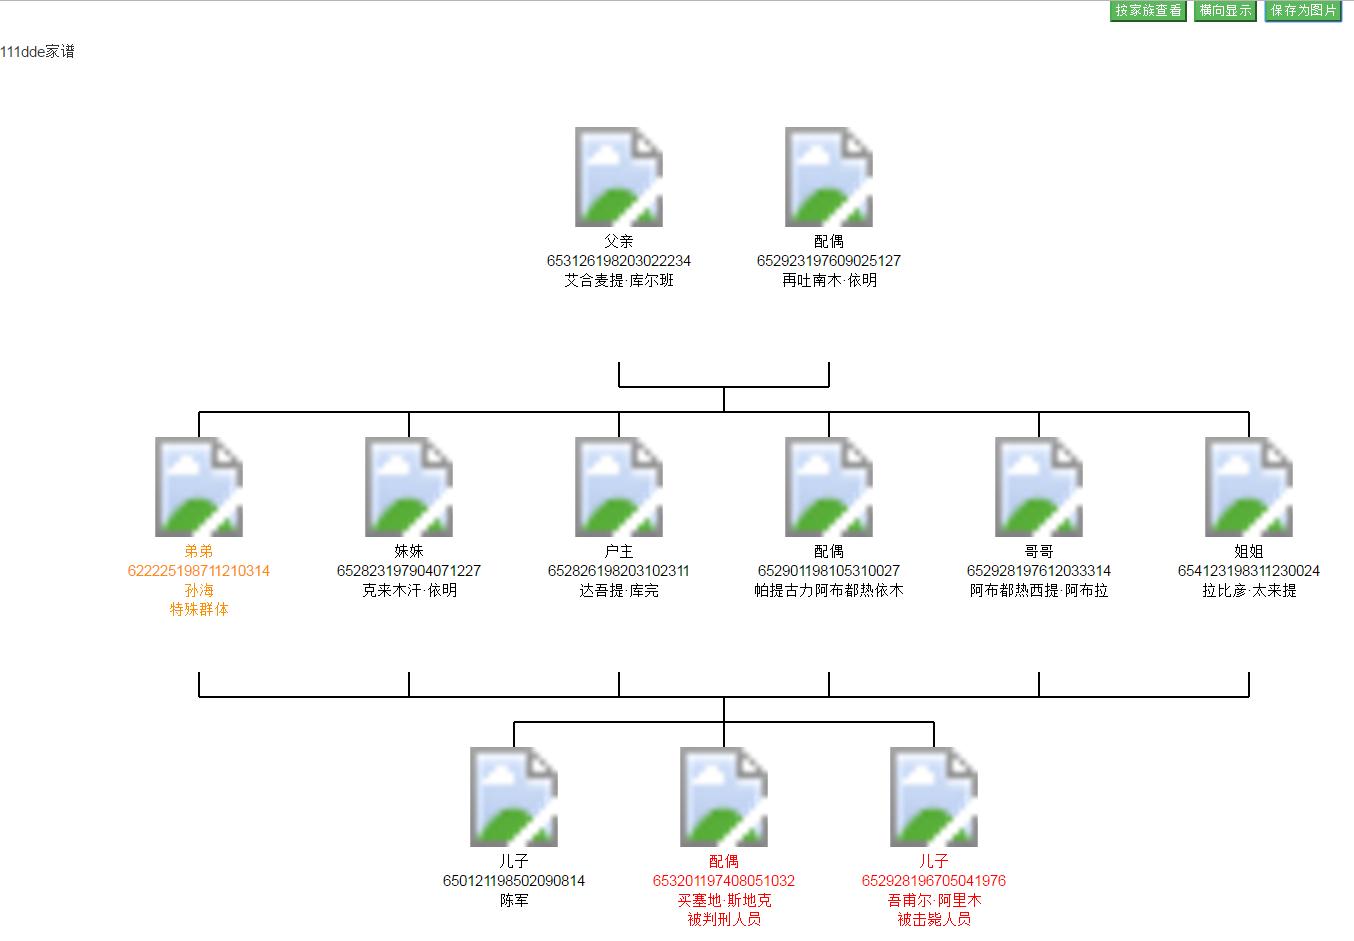 按家族查看 横向显示 保存为图片
111dde家谱
父亲 配偶
653126198203022234 652923197609025127
艾合麦提·库尔班 再吐南木·依明
弟弟 妹妹 户主 配偶 哥哥 姐姐
622225198711210314 652823197904071227 652826198203102311 652901198105310027 652928197612033314 654123198311230024
孙海 克来木汗·依明 达吾提·库完 帕提古力阿布都热依木 阿布都热西提·阿布拉 拉比彦·太来提
特殊群体
儿子 配偶 儿子
650121198502090814 653201197408051032 652928196705041976
陈军 买塞地·斯地克 吾甫尔·阿里木
被判刑人员 被击毙人员